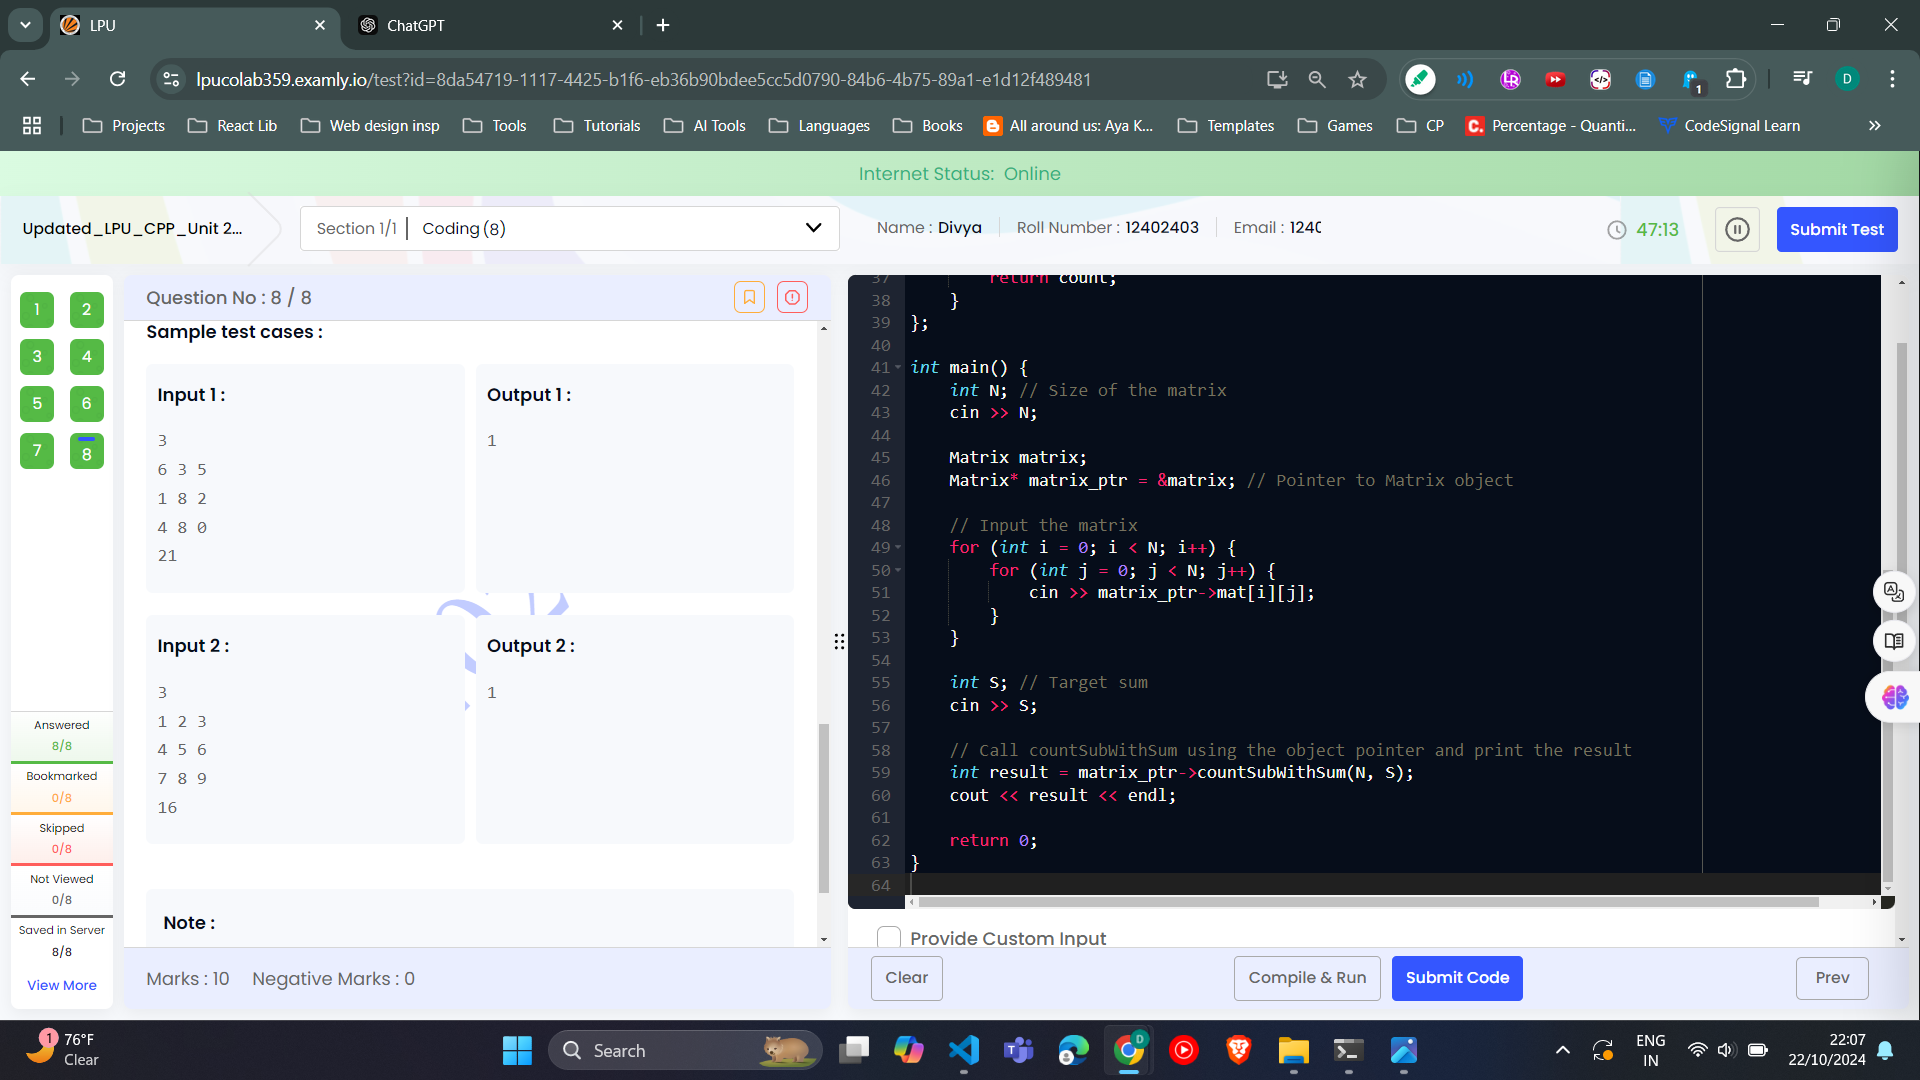 LPU
ChatGPT
lpucolab359.examly.io/test?id=8da54719-1117-4425-b1f6-eb36b90bdee5cc5d0790-84b6-4b75-89a1-e1d12f489481
1
D
Projects
React Lib
Web design insp
Tools
Tutorials
AI Tools
Languages
Books
All around us: Aya K...
Templates
Games
CP
Percentage - Quanti...
CodeSignal Learn
Internet Status: Online
Updated_LPU_CPP_Unit 2...
Section 1/1
Coding (8)
Name : Divya
Roll Number : 12402403
Email : 1240
47:13
Submit Test
1 2
3 4
5 6
7 8
Answered
8/8
Bookmarked
0/8
Skipped
0/8
Not Viewed
0/8
Saved in Server
8/8
View More
Question No : 8 / 8
Sample test cases :
Input 1 :
3
6 3 5
1 8 2
4 8 0
21
Output 1 :
1
Input 2 :
3
1 2 3
4 5 6
7 8 9
16
Output 2 :
1
Note :
Marks : 10
Negative Marks : 0
37 return count;
38 }
39 };
40
41 int main() {
42 int N; // Size of the matrix
43 cin >> N;
44
45 Matrix matrix;
46 Matrix* matrix_ptr = &matrix; // Pointer to Matrix object
47
48 // Input the matrix
49 for (int i = 0; i < N; i++) {
50 for (int j = 0; j < N; j++) {
51 cin >> matrix_ptr->mat[i][j];
52 }
53 }
54
55 int S; // Target sum
56 cin >> S;
57
58 // Call countSubWithSum using the object pointer and print the result
59 int result = matrix_ptr->countSubWithSum(N, S);
60 cout << result << endl;
61
62 return 0;
63 }
64
Provide Custom Input
Clear
Compile & Run
Submit Code
Prev
1
76°F
Clear
Search
D
ENG
IN
22:07
22/10/2024